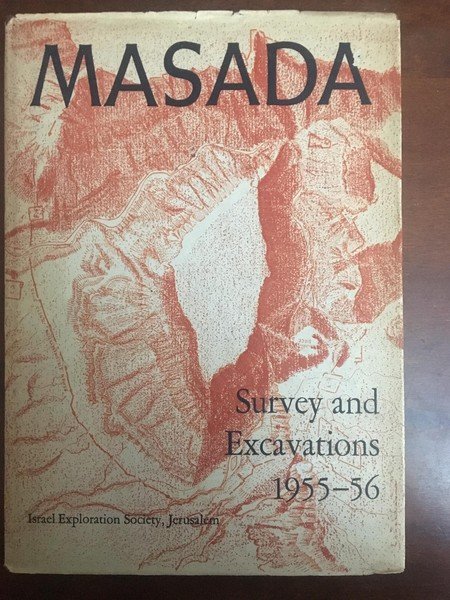 MASADA
Survey and
Excavations
1955–56
Israel Exploration Society, Jerusalem